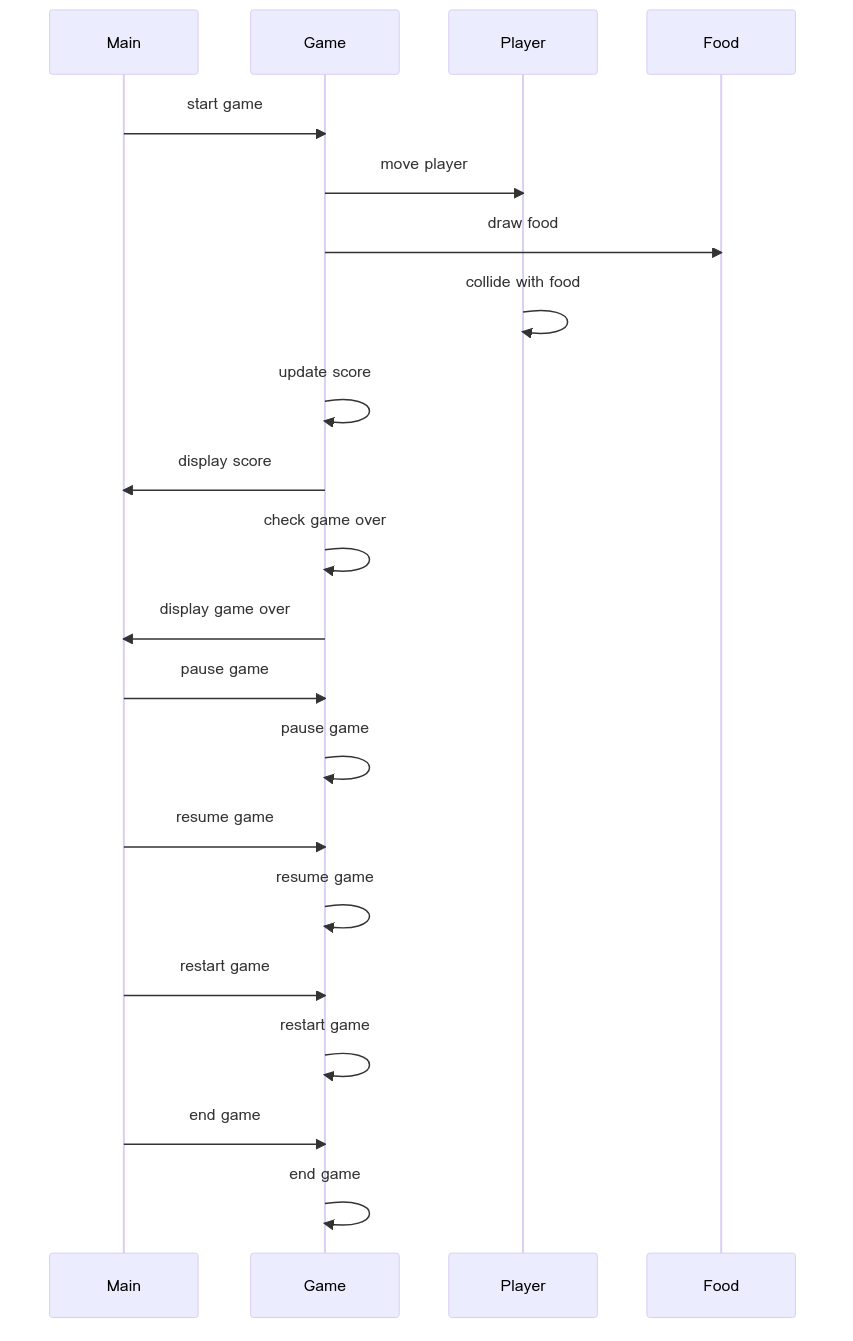 Main
Game
Player
Food
start game
move player
draw food
collide with food
update score
display score
check game over
display game over
pause game
pause game
resume game
resume game
restart game
restart game
end game
end game
Main
Game
Player
Food